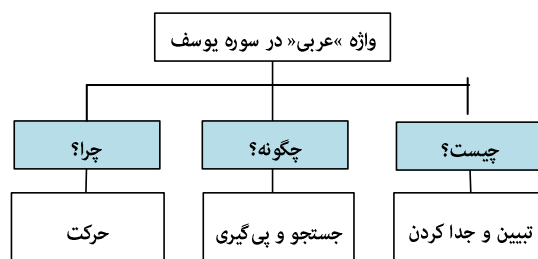 واژه »عربی« در سوره یوسف
چیست؟
چگونه؟
چرا؟
تبیین و جدا کردن
جستجو و پی‌گیری
حرکت